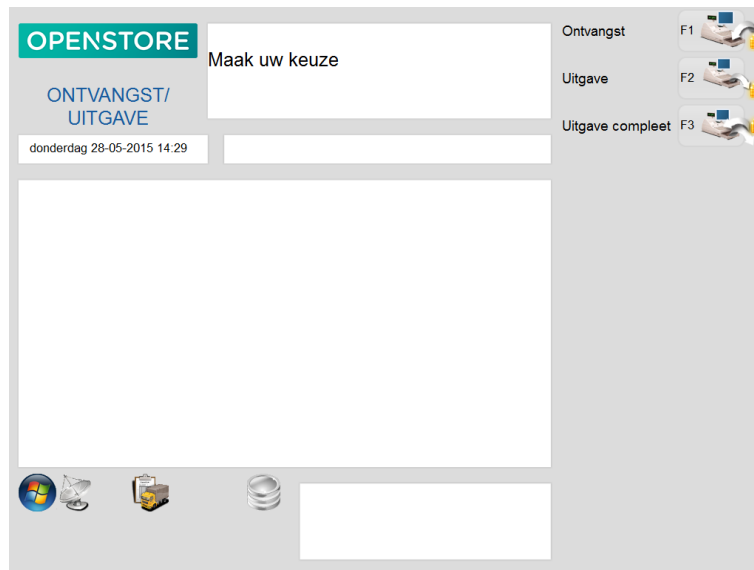 OPENSTORE
Maak uw keuze
ONTVANGST/
UITGAVE
donderdag 28-05-2015 14:29
Ontvangst F1
Uitgave F2
Uitgave compleet F3